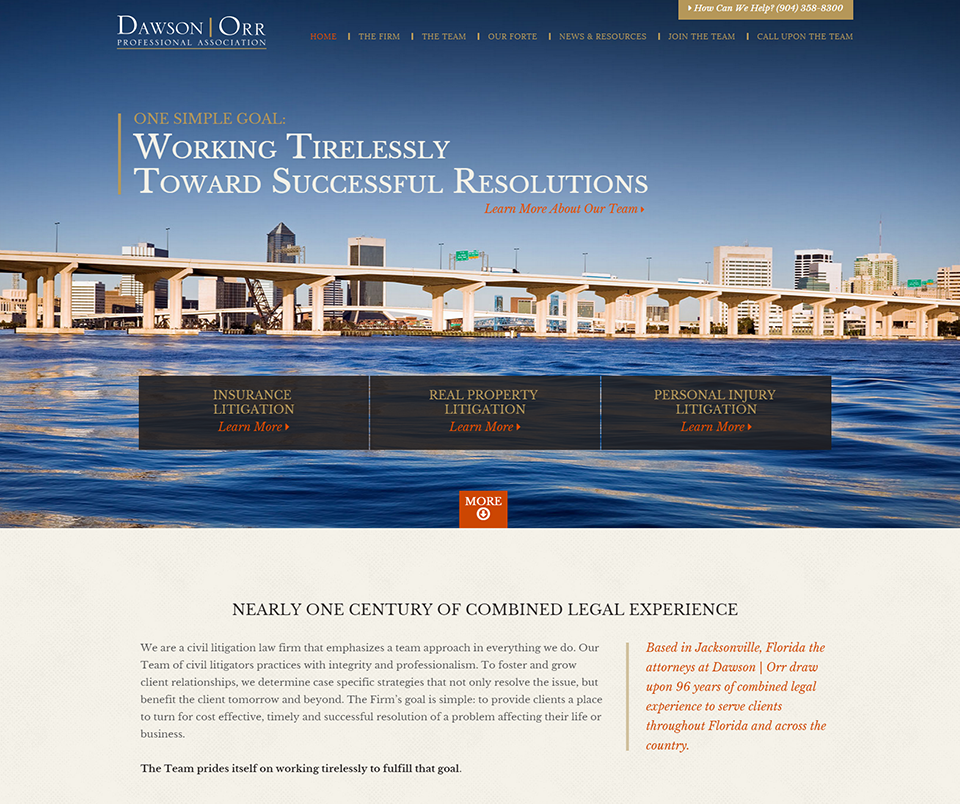 How Can We Help? (904) 358-8300
DAWSON | ORR
PROFESSIONAL ASSOCIATION
HOME | THE FIRM | THE TEAM | OUR FORTE | NEWS & RESOURCES | JOIN THE TEAM | CALL UPON THE TEAM
ONE SIMPLE GOAL:
WORKING TIRELESSLY
TOWARD SUCCESSFUL RESOLUTIONS
Learn More About Our Team
INSURANCE
LITIGATION
Learn More
REAL PROPERTY
LITIGATION
Learn More
PERSONAL INJURY
LITIGATION
Learn More
MORE
NEARLY ONE CENTURY OF COMBINED LEGAL EXPERIENCE
We are a civil litigation law firm that emphasizes a team approach in everything we do. Our
Team of civil litigators practices with integrity and professionalism. To foster and grow
client relationships, we determine case specific strategies that not only resolve the issue, but
benefit the client tomorrow and beyond. The Firm's goal is simple: to provide clients a place
to turn for cost effective, timely and successful resolution of a problem affecting their life or
business.
The Team prides itself on working tirelessly to fulfill that goal.
Based in Jacksonville, Florida the
attorneys at Dawson | Orr draw
upon 96 years of combined legal
experience to serve clients
throughout Florida and across the
country.